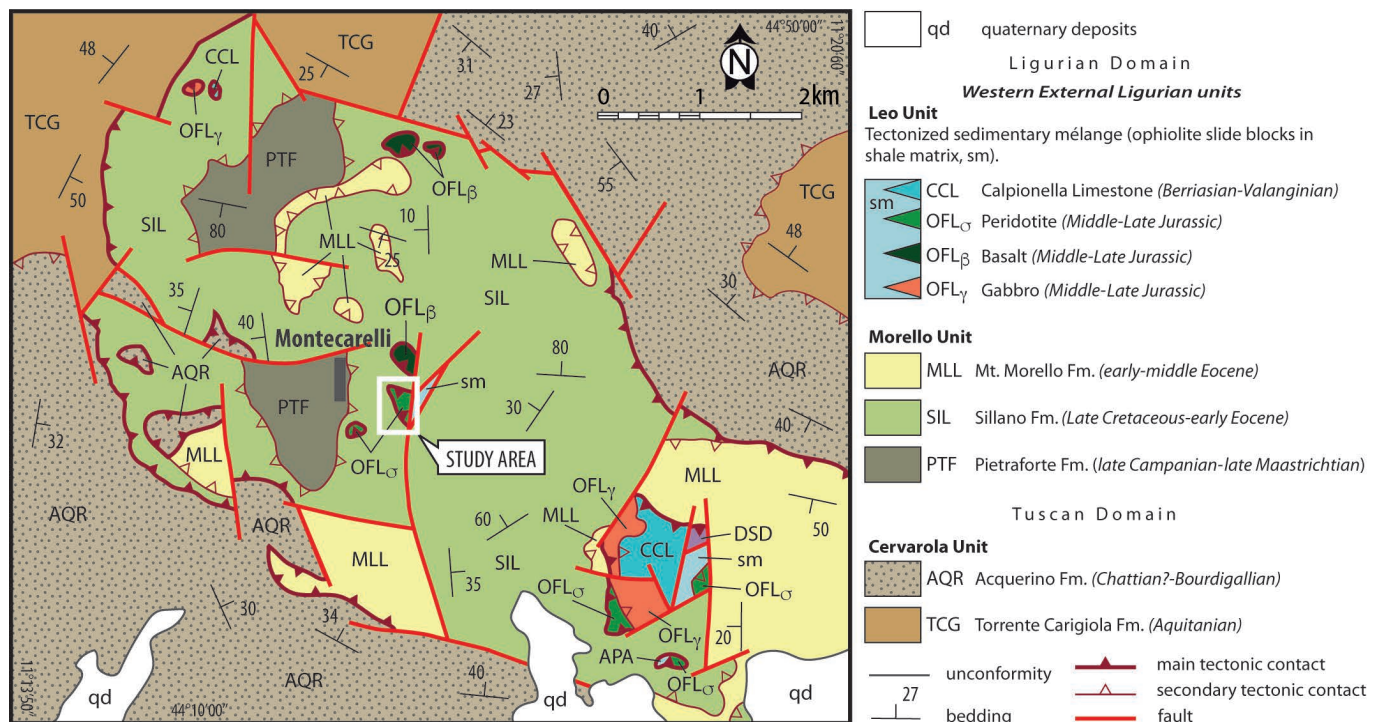 TCG
48
CCL
TCG
25
40
44°50'00"
11°20'60"
31
N
27
0 1 2km
TCG
OFLγ
23
PTF
OFLβ
55
TCG
50
SIL
10
48
80
MLL
25
MLL
SIL
30
35
OFLβ
40
Montecarelli
80
AQR
sm
AQR
PTF
30
40
32
MLL
OFLσ
STUDY AREA
OFLγ
MLL
AQR
AQR
60
MLL
50
DSD
MLL
SIL
CCL
sm
35
OFLσ
OFLσ
30
34
OFLγ
20
APA
11°13'50"
AQR
40
OFLσ
qd
qd
qd
44°10'00"
qd quaternary deposits
Ligurian Domain
Western External Ligurian units
Leo Unit
Tectonized sedimentary mélange (ophiolite slide blocks in
shale matrix, sm).
sm
CCL Calpionella Limestone (Berriasian-Valanginian)
OFLσ Peridotite (Middle-Late Jurassic)
OFLβ Basalt (Middle-Late Jurassic)
OFLγ Gabbro (Middle-Late Jurassic)
Morello Unit
MLL Mt. Morello Fm. (early-middle Eocene)
SIL Sillano Fm. (Late Cretaceous-early Eocene)
PTF Pietraforte Fm. (late Campanian-late Maastrichtian)
Tuscan Domain
Cervarola Unit
AQR Acquerino Fm. (Chattian?-Bourdigallian)
TCG Torrente Carigiola Fm. (Aquitanian)
unconformity
main tectonic contact
27
secondary tectonic contact
bedding
fault